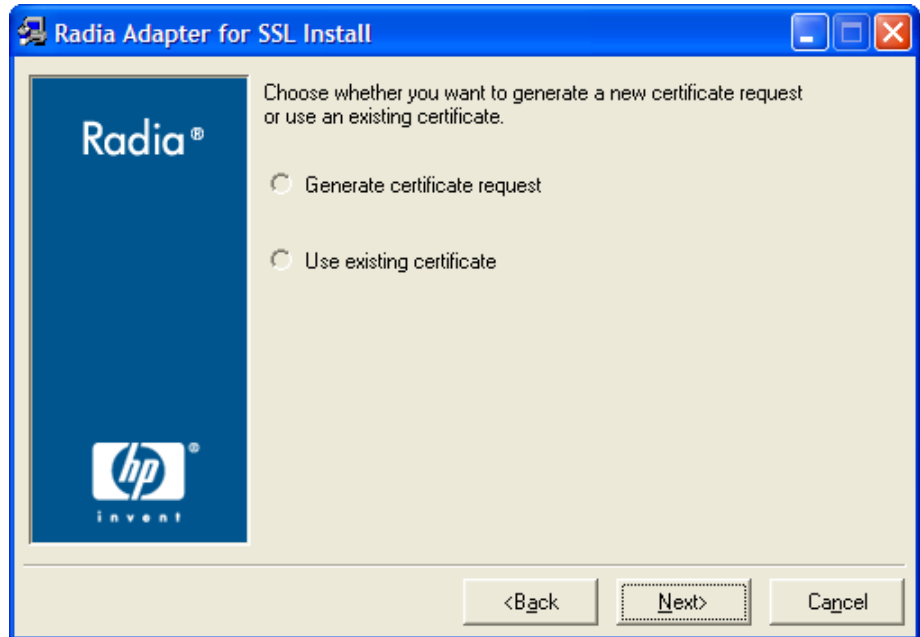 Radia Adapter for SSL Install
Radia®
Choose whether you want to generate a new certificate request
or use an existing certificate.
Generate certificate request
Use existing certificate
hp®
invent
<Back
Next>
Cancel